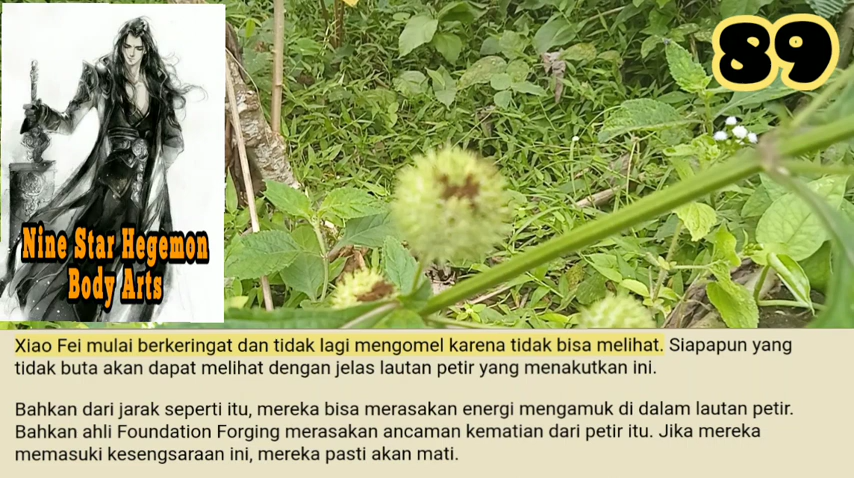 89
Nine Star Hegemon
Body Arts
Xiao Fei mulai berkeringat dan tidak lagi mengomel karena tidak bisa melihat. Siapapun yang
tidak buta akan dapat melihat dengan jelas lautan petir yang menakutkan ini.
Bahkan dari jarak seperti itu, mereka bisa merasakan energi mengamuk di dalam lautan petir.
Bahkan ahli Foundation Forging merasakan ancaman kematian dari petir itu. Jika mereka
memasuki kesengsaraan ini, mereka pasti akan mati.